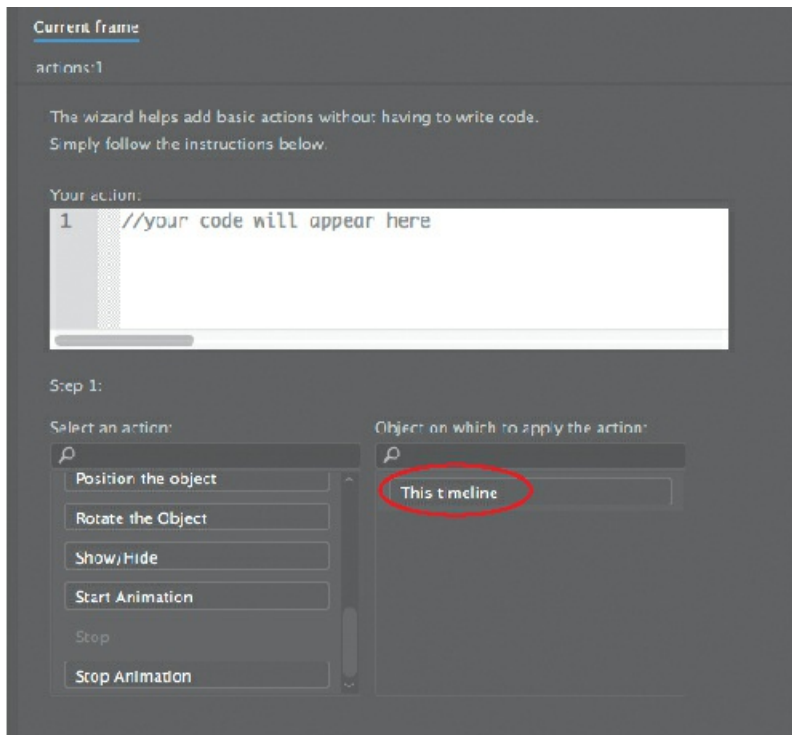 Current frame
actions:1
The wizard helps add basic actions without having to write code.
Simply follow the instructions below.
Your action:
1 //your code will appear here
Step 1:
Select an action:
Position the object
Rotate the Object
Show/Hide
Start Animation
Stop
Stop Animation
Object on which to apply the action:
This timeline